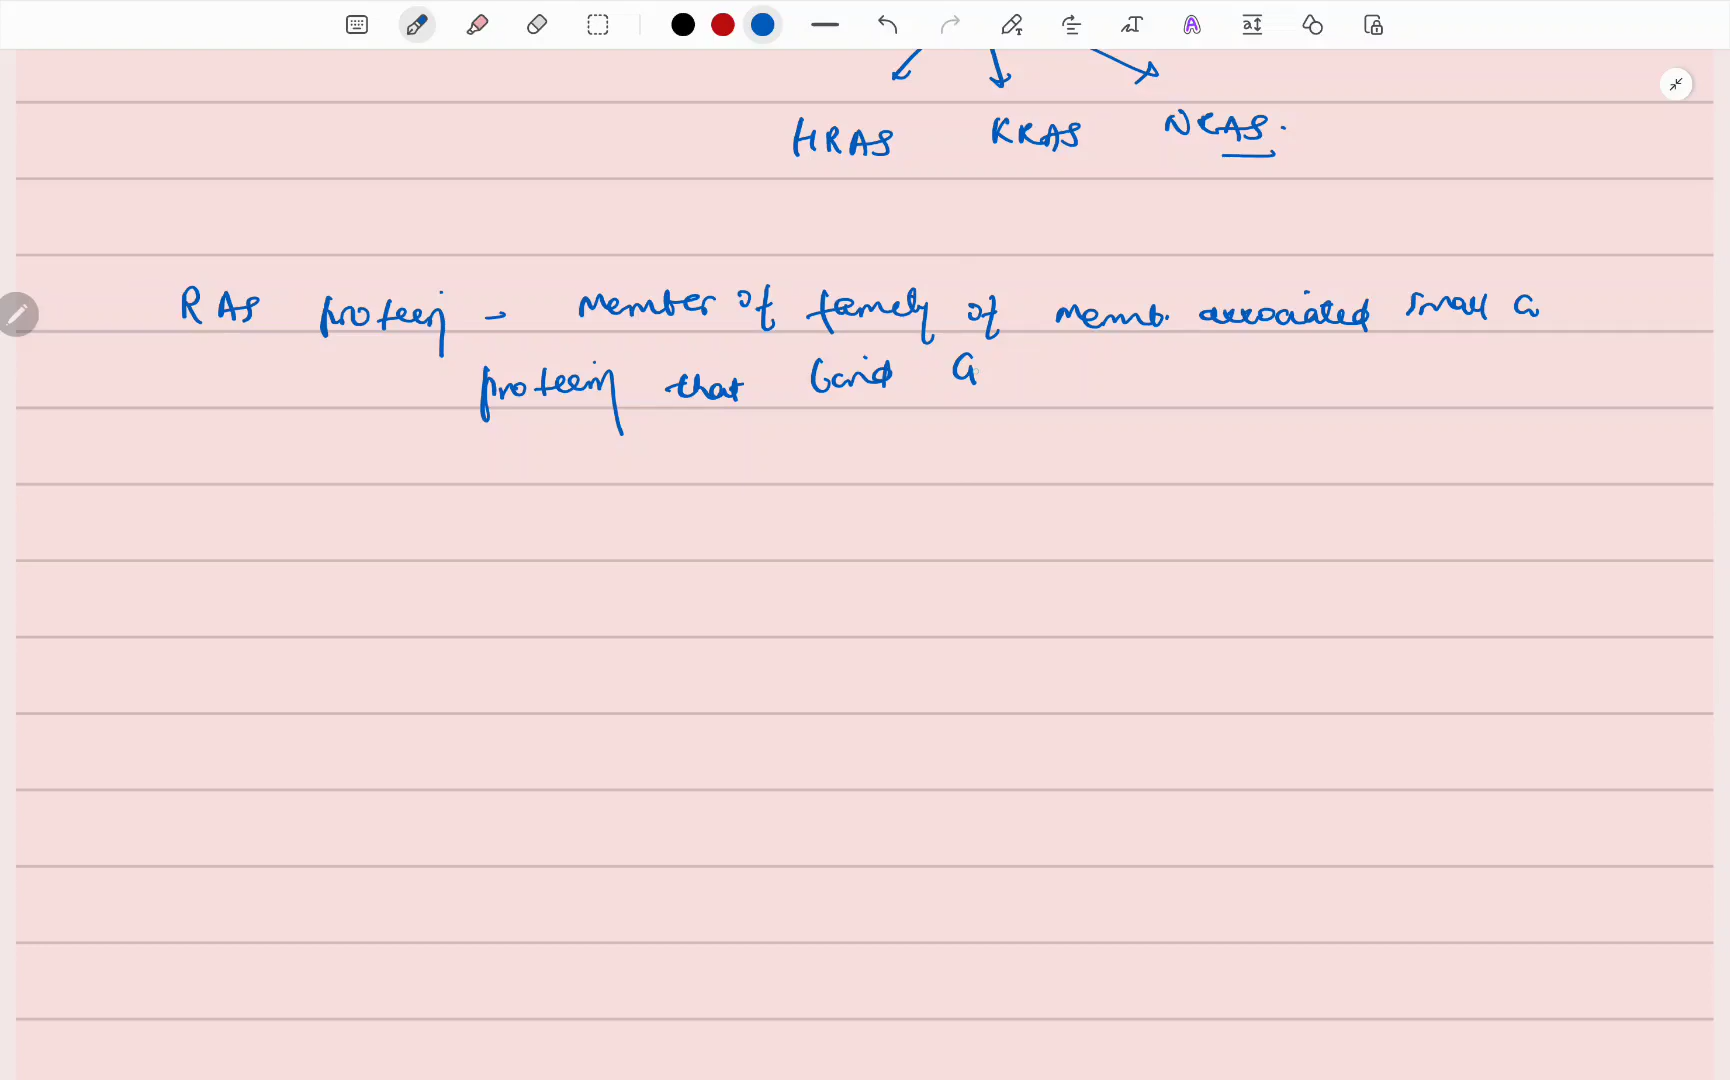 HRAS KRAS NRAS.
RAS protein - member of family of memb. associated small G
protein that bind G